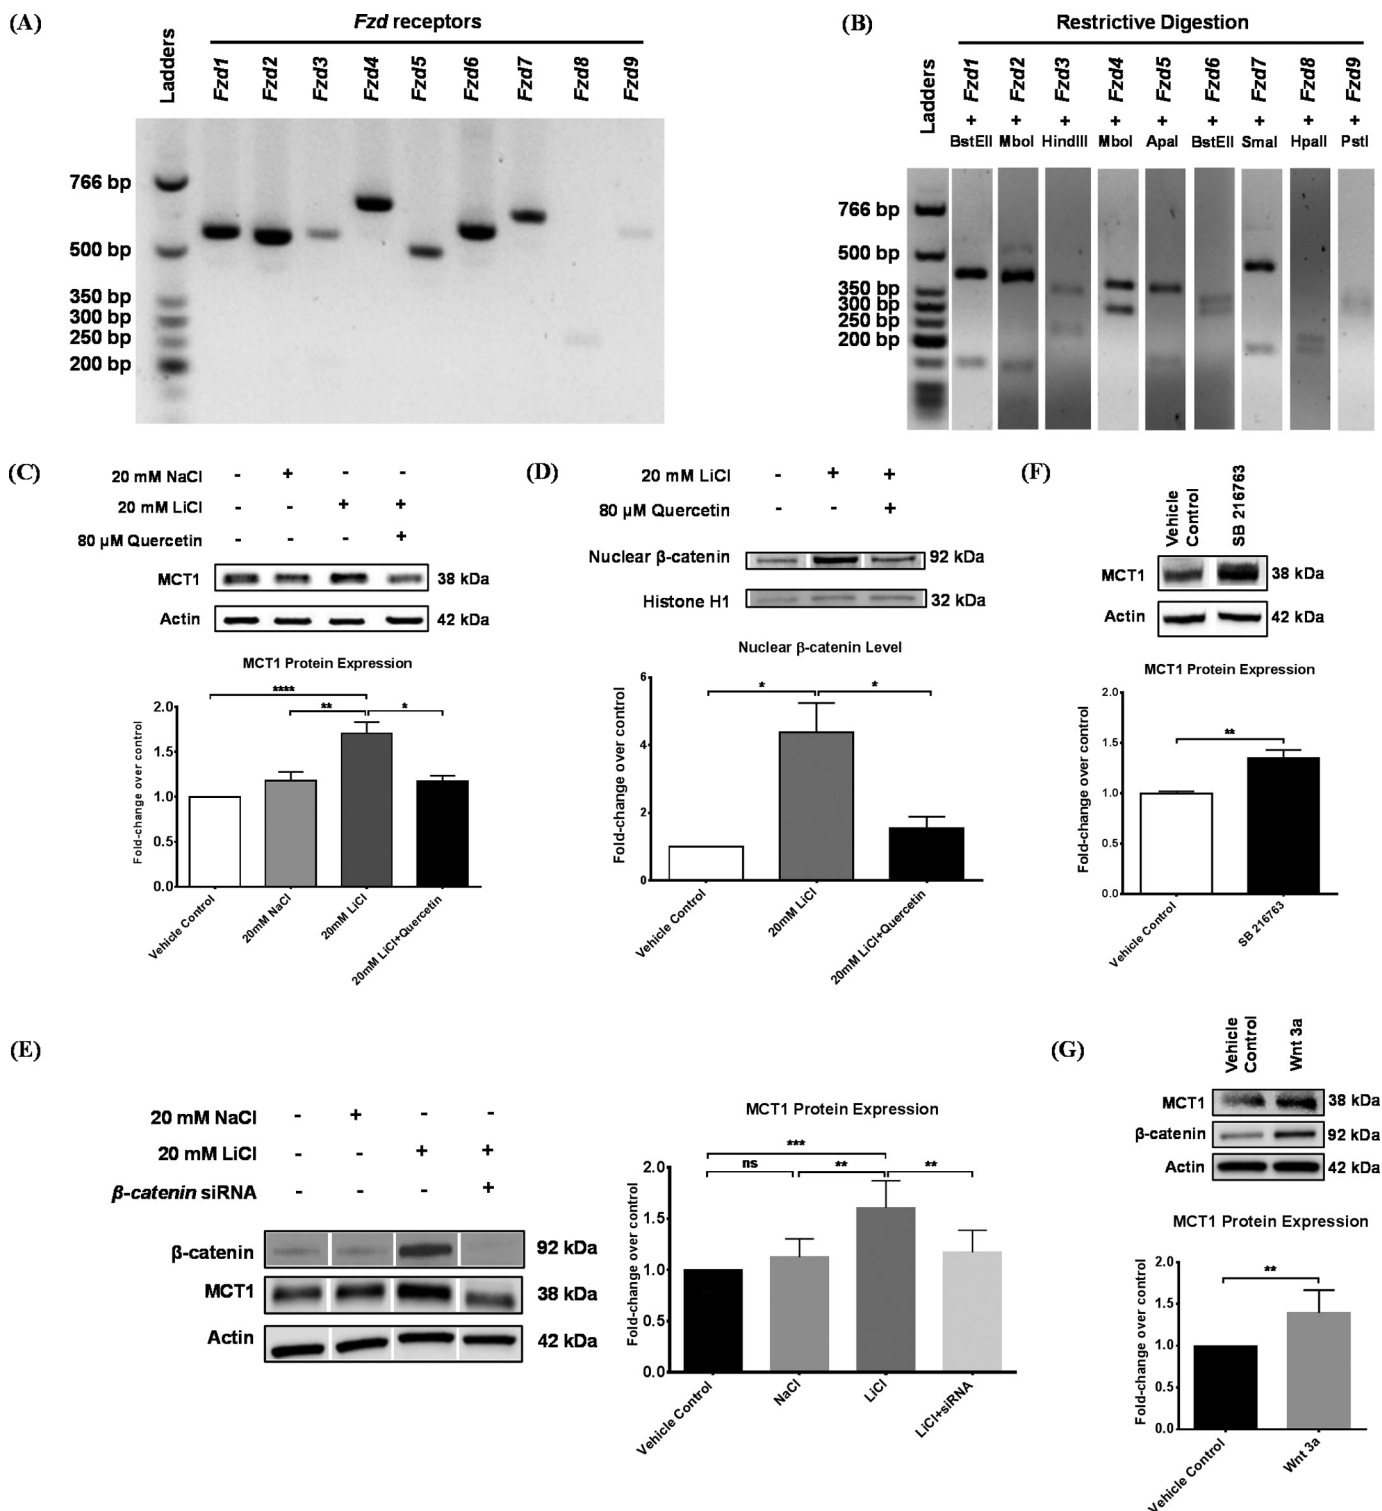 (A)
Fzd receptors
Ladders Fzd1 Fzd2 Fzd3 Fzd4 Fzd5 Fzd6 Fzd7 Fzd8 Fzd9
766 bp
500 bp
350 bp
300 bp
250 bp
200 bp
(B)
Restrictive Digestion
Ladders Fzd1 Fzd2 Fzd3 Fzd4 Fzd5 Fzd6 Fzd7 Fzd8 Fzd9
+ + + + + + + + +
BstEII MboI HindIII MboI ApaI BstEII SmaI HpaII PstI
766 bp
500 bp
350 bp
300 bp
250 bp
200 bp
(C)
20 mM NaCl - + - -
20 mM LiCl - - + +
80 µM Quercetin - - - +
MCT1 38 kDa
Actin 42 kDa
MCT1 Protein Expression
****
** *
Fold-change over control
2.0
1.5
1.0
0.5
0.0
Vehicle Control 20mM NaCl 20mM LiCl 20mM LiCl+Quercetin
(D)
20 mM LiCl - + +
80 µM Quercetin - - +
Nuclear β-catenin 92 kDa
Histone H1 32 kDa
Nuclear β-catenin Level
* *
Fold-change over control
6
4
2
0
Vehicle Control 20mM LiCl 20mM LiCl+Quercetin
(F)
Vehicle Control SB 216763
MCT1 38 kDa
Actin 42 kDa
MCT1 Protein Expression
**
Fold-change over control
2.0
1.5
1.0
0.5
0.0
Vehicle Control SB 216763
(E)
20 mM NaCl - + - -
20 mM LiCl - - + +
β-catenin siRNA - - - +
β-catenin 92 kDa
MCT1 38 kDa
Actin 42 kDa
MCT1 Protein Expression
***
ns ** **
Fold-change over control
2.0
1.5
1.0
0.5
0.0
Vehicle Control NaCl LiCl LiCl+siRNA
(G)
Vehicle Control Wnt 3a
MCT1 38 kDa
β-catenin 92 kDa
Actin 42 kDa
MCT1 Protein Expression
**
Fold-change over control
2.0
1.5
1.0
0.5
0.0
Vehicle Control Wnt 3a